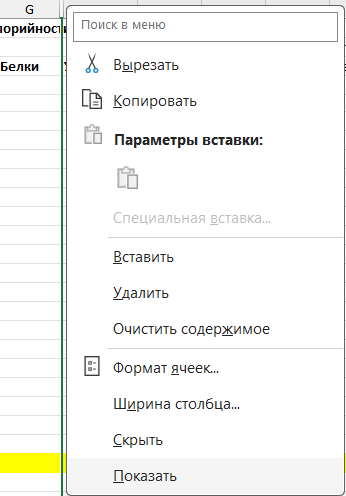 G
Поиск в меню
лорийности
Вырезать
Белки
Копировать
Параметры вставки:
Специальная вставка...
Вставить
Удалить
Очистить содержимое
Формат ячеек...
Ширина столбца...
Скрыть
Показать